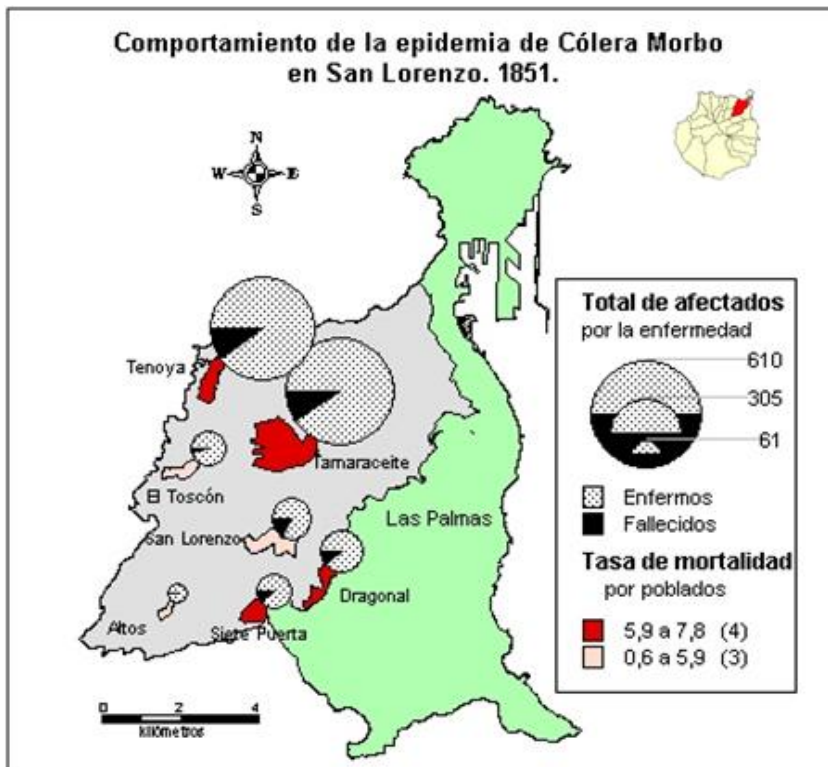 Comportamiento de la epidemia de Cólera Morbo
en San Lorenzo. 1851.
N
W E
S
Total de afectados
por la enfermedad
610
305
61
Enfermos
Fallecidos
Tasa de mortalidad
por poblados
5,9 a 7,8 (4)
0,6 a 5,9 (3)
Tenoya
Tamaraceite
El Toscón
San Lorenzo
Las Palmas
Dragonal
Altos
Siete Puerta
0 2 4
kilómetros